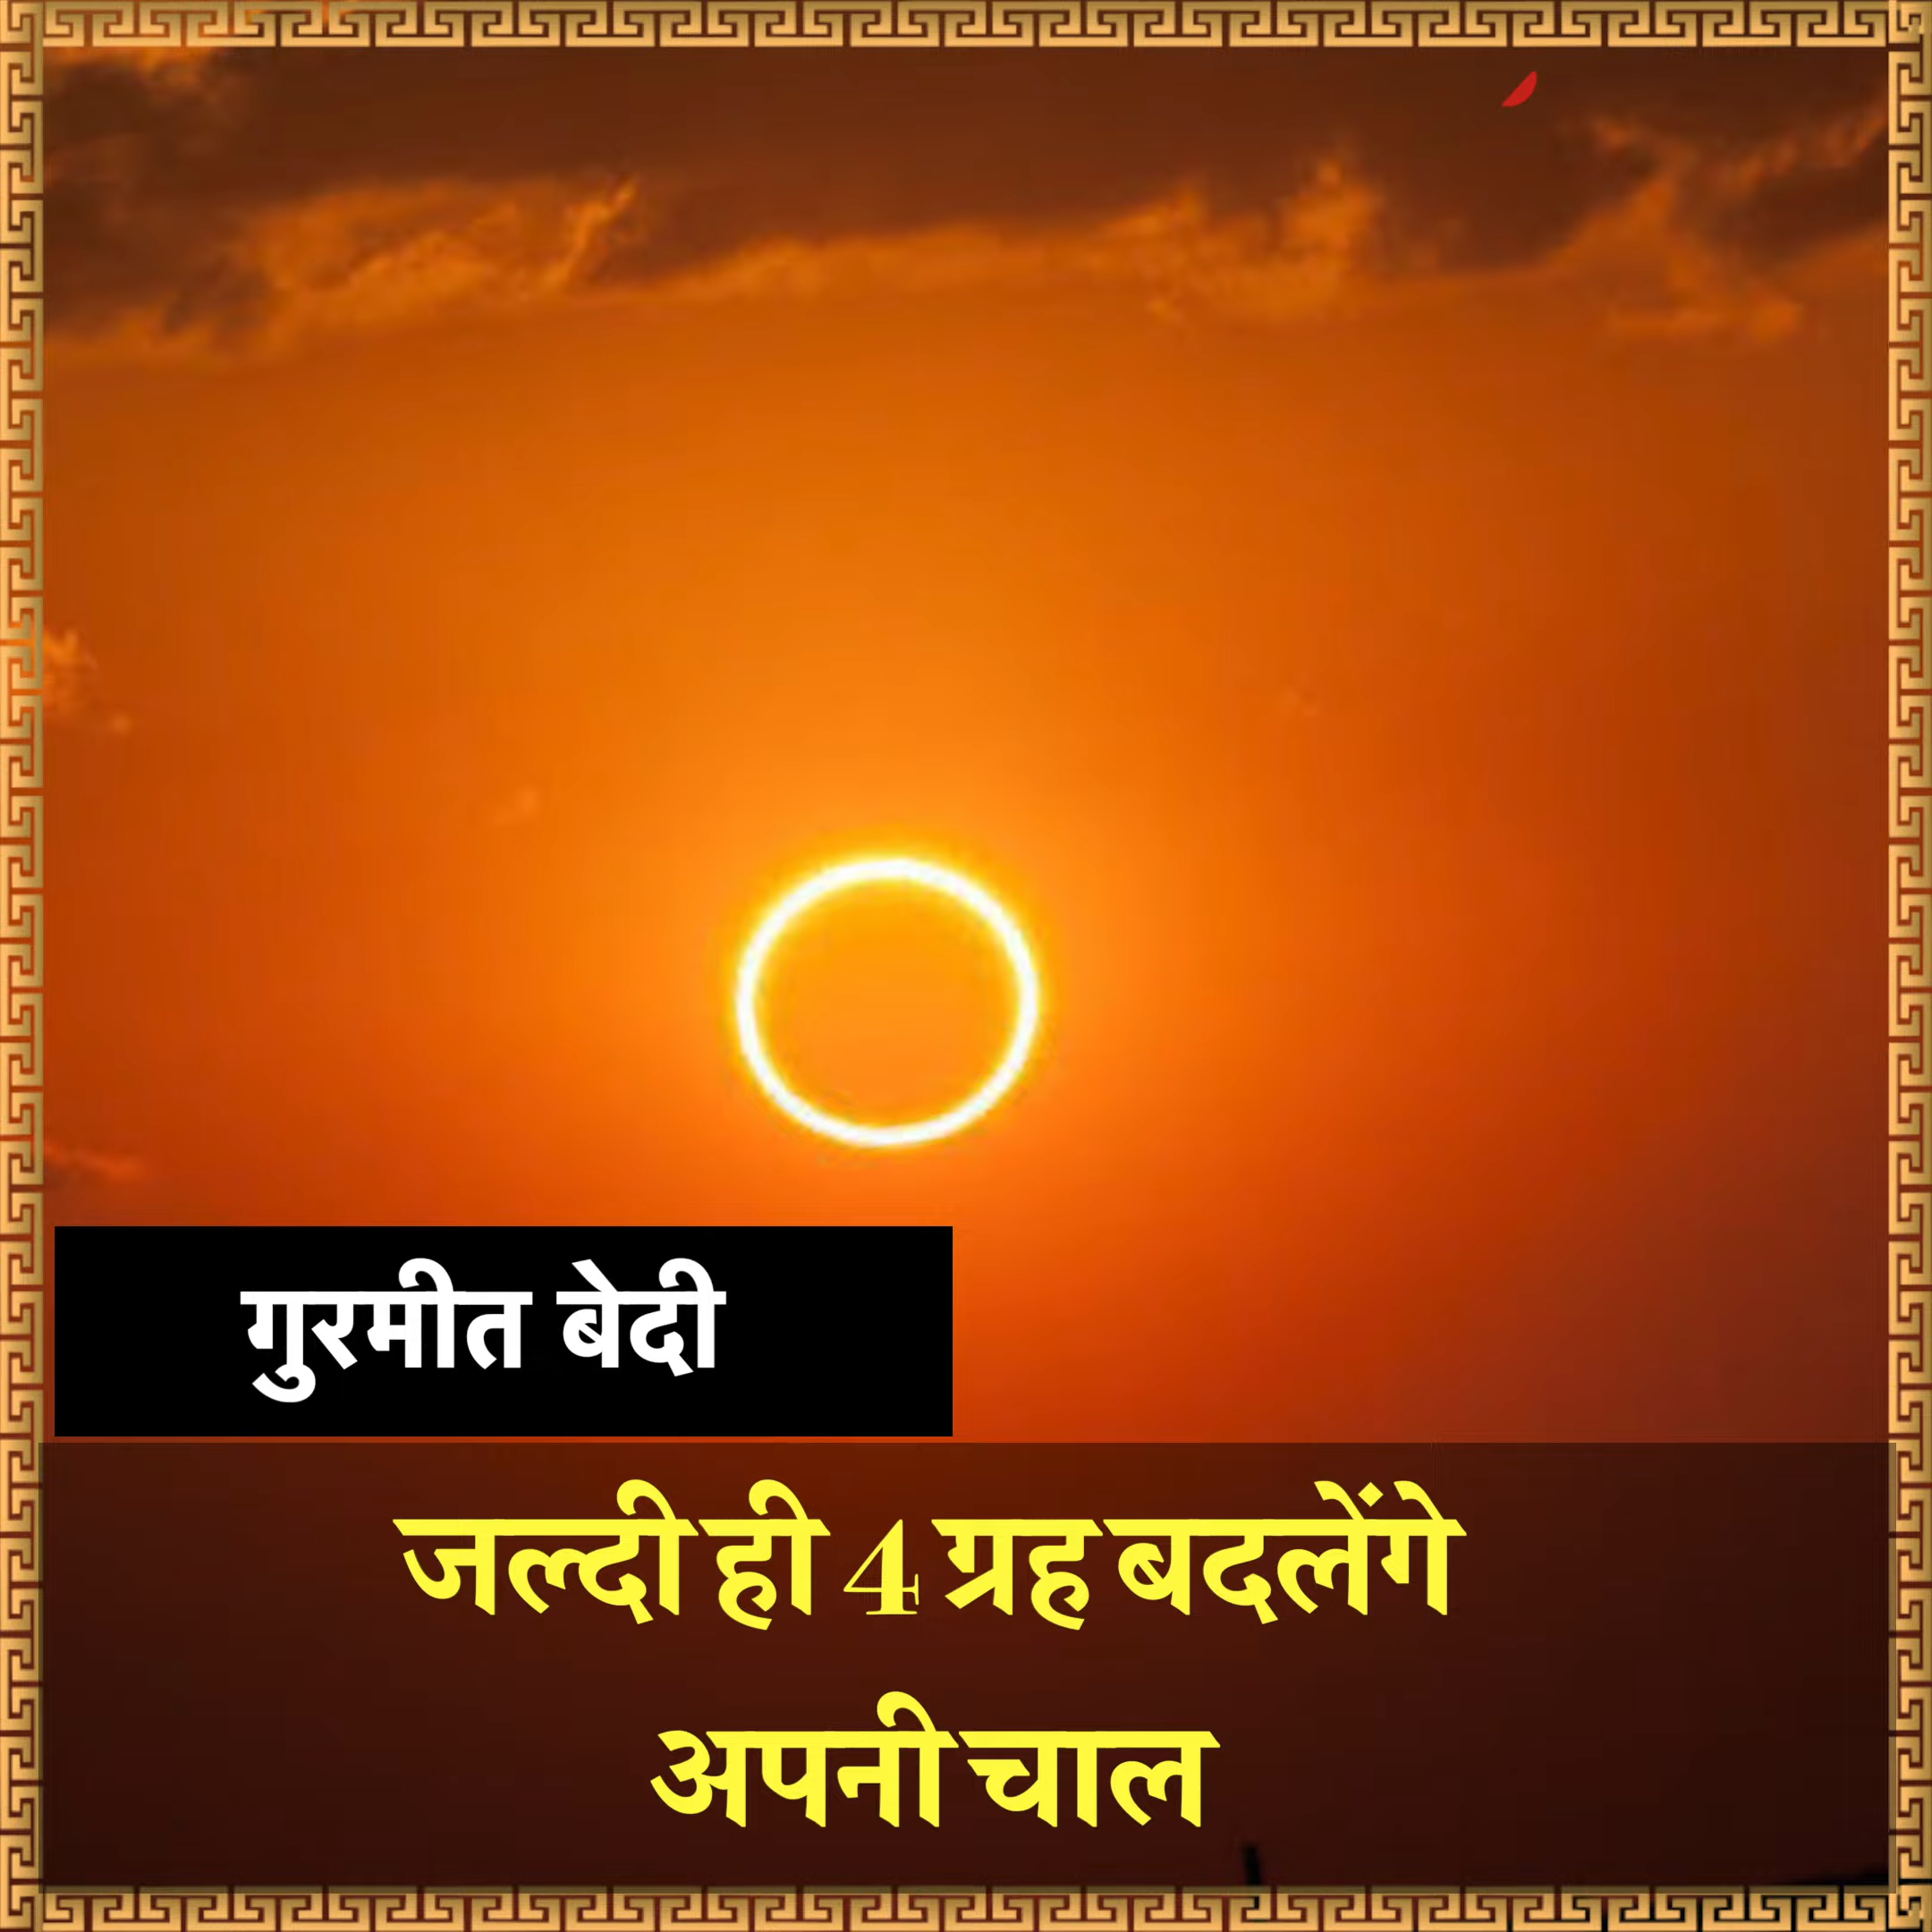 गुरमीत बेदी
जल्दी ही 4 ग्रह बदलेंगे
अपनी चाल